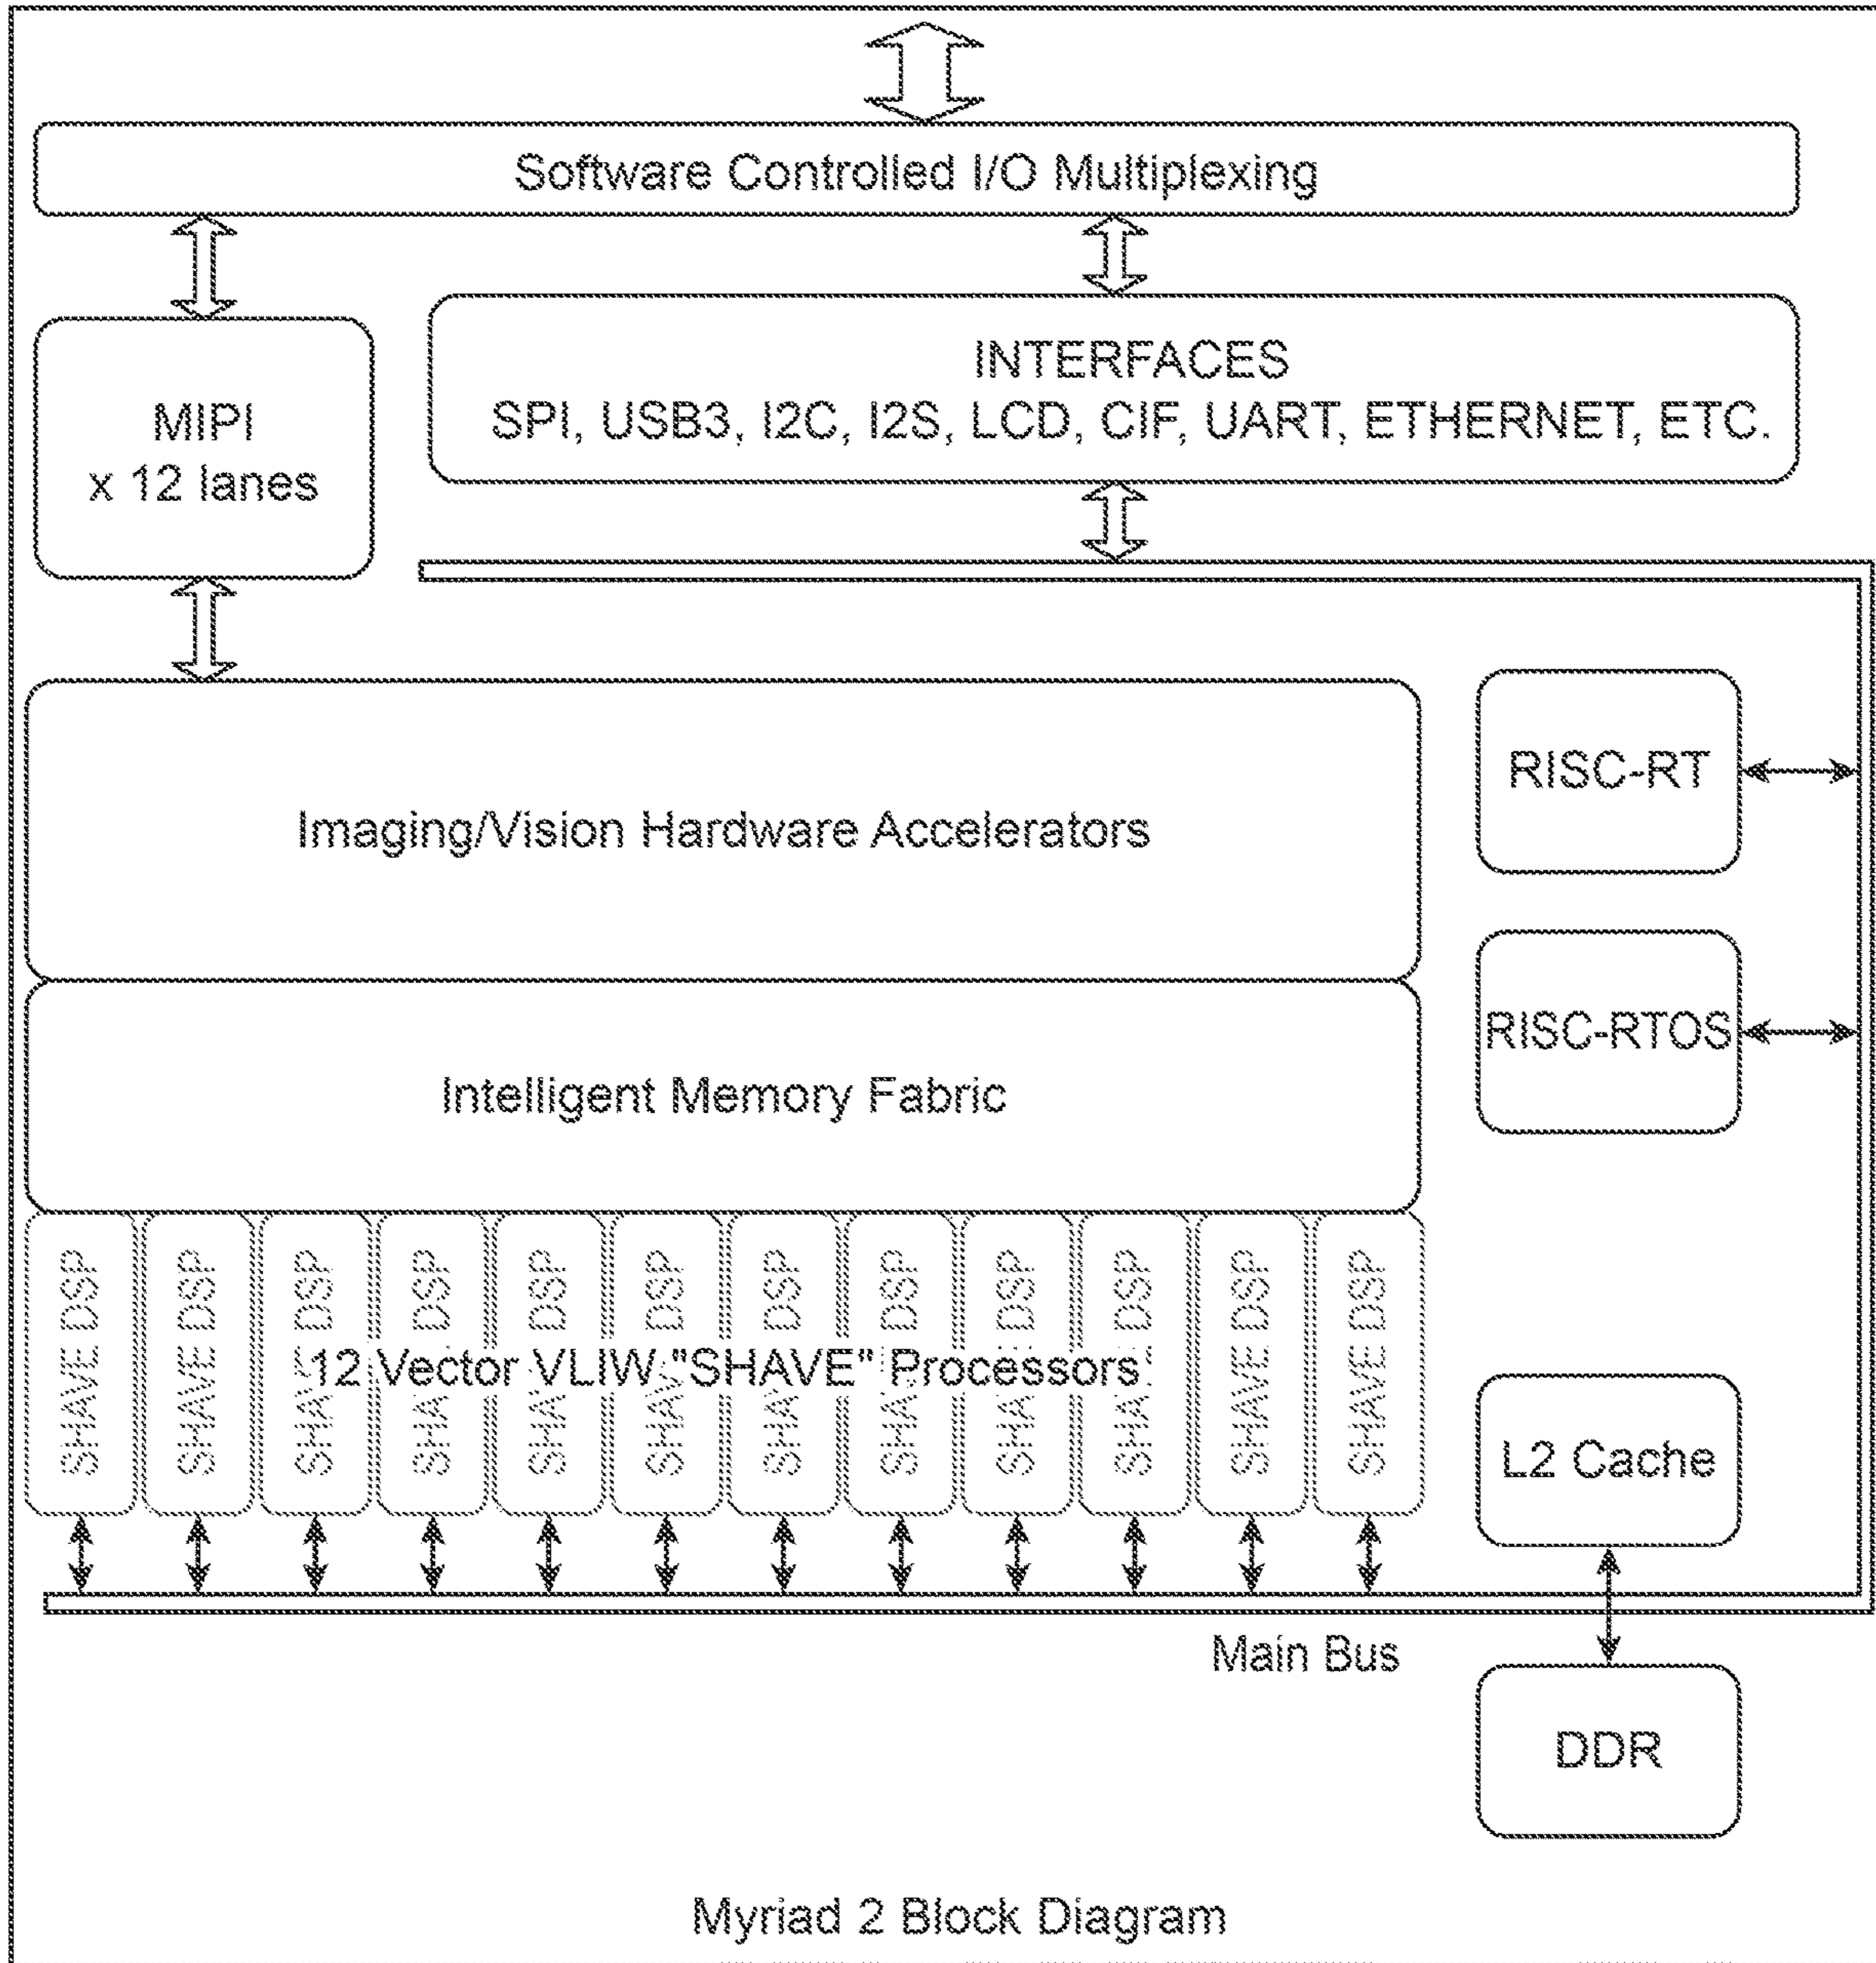 Software Controlled I/O Multiplexing
MIPI
x 12 lanes
INTERFACES
SPI, USB3, I2C, I2S, LCD, CIF, UART, ETHERNET, ETC.
Imaging/Vision Hardware Accelerators
RISC-RT
Intelligent Memory Fabric
RISC-RTOS
SHAVE DSP
SHAVE DSP
SHAVE DSP
SHAVE DSP
SHAVE DSP
SHAVE DSP
SHAVE DSP
SHAVE DSP
SHAVE DSP
SHAVE DSP
SHAVE DSP
SHAVE DSP
12 Vector VLIW "SHAVE" Processors
L2 Cache
Main Bus
DDR
Myriad 2 Block Diagram